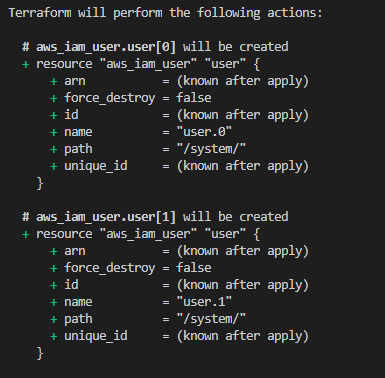 Terraform will perform the following actions:
# aws_iam_user.user[0] will be created
+ resource "aws_iam_user" "user" {
+ arn = (known after apply)
+ force_destroy = false
+ id = (known after apply)
+ name = "user.0"
+ path = "/system/"
+ unique_id = (known after apply)
}
# aws_iam_user.user[1] will be created
+ resource "aws_iam_user" "user" {
+ arn = (known after apply)
+ force_destroy = false
+ id = (known after apply)
+ name = "user.1"
+ path = "/system/"
+ unique_id = (known after apply)
}